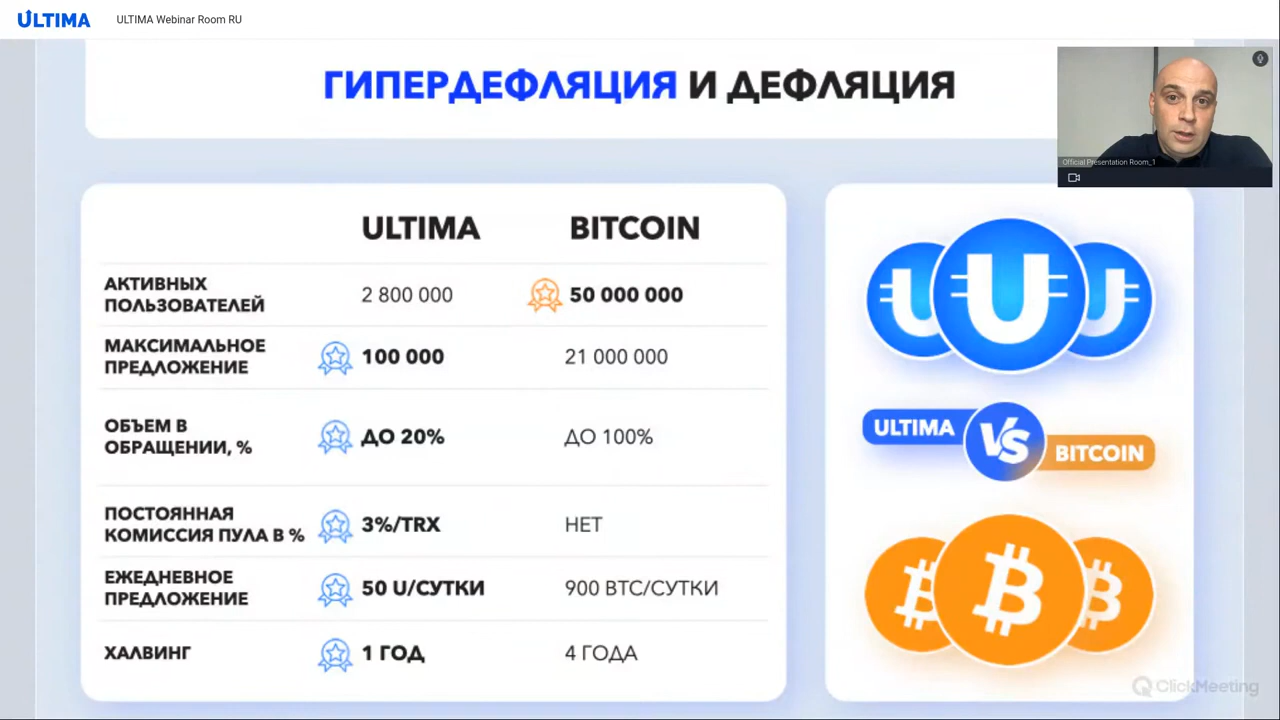 ULTIMA
ULTIMA Webinar Room RU
ГИПЕРДЕФЛЯЦИЯ И ДЕФЛЯЦИЯ
Official Presentation Room_1
ULTIMA BITCOIN
АКТИВНЫХ
ПОЛЬЗОВАТЕЛЕЙ
2 800 000
50 000 000
МАКСИМАЛЬНОЕ
ПРЕДЛОЖЕНИЕ
100 000
21 000 000
ОБЪЕМ В
ОБРАЩЕНИИ, %
ДО 20%
ДО 100%
ПОСТОЯННАЯ
КОМИССИЯ ПУЛА В %
3%/TRX
НЕТ
ЕЖЕДНЕВНОЕ
ПРЕДЛОЖЕНИЕ
50 U/СУТКИ
900 BTC/СУТКИ
ХАЛВИНГ
1 ГОД
4 ГОДА
ULTIMA
VS
BITCOIN
ClickMeeting